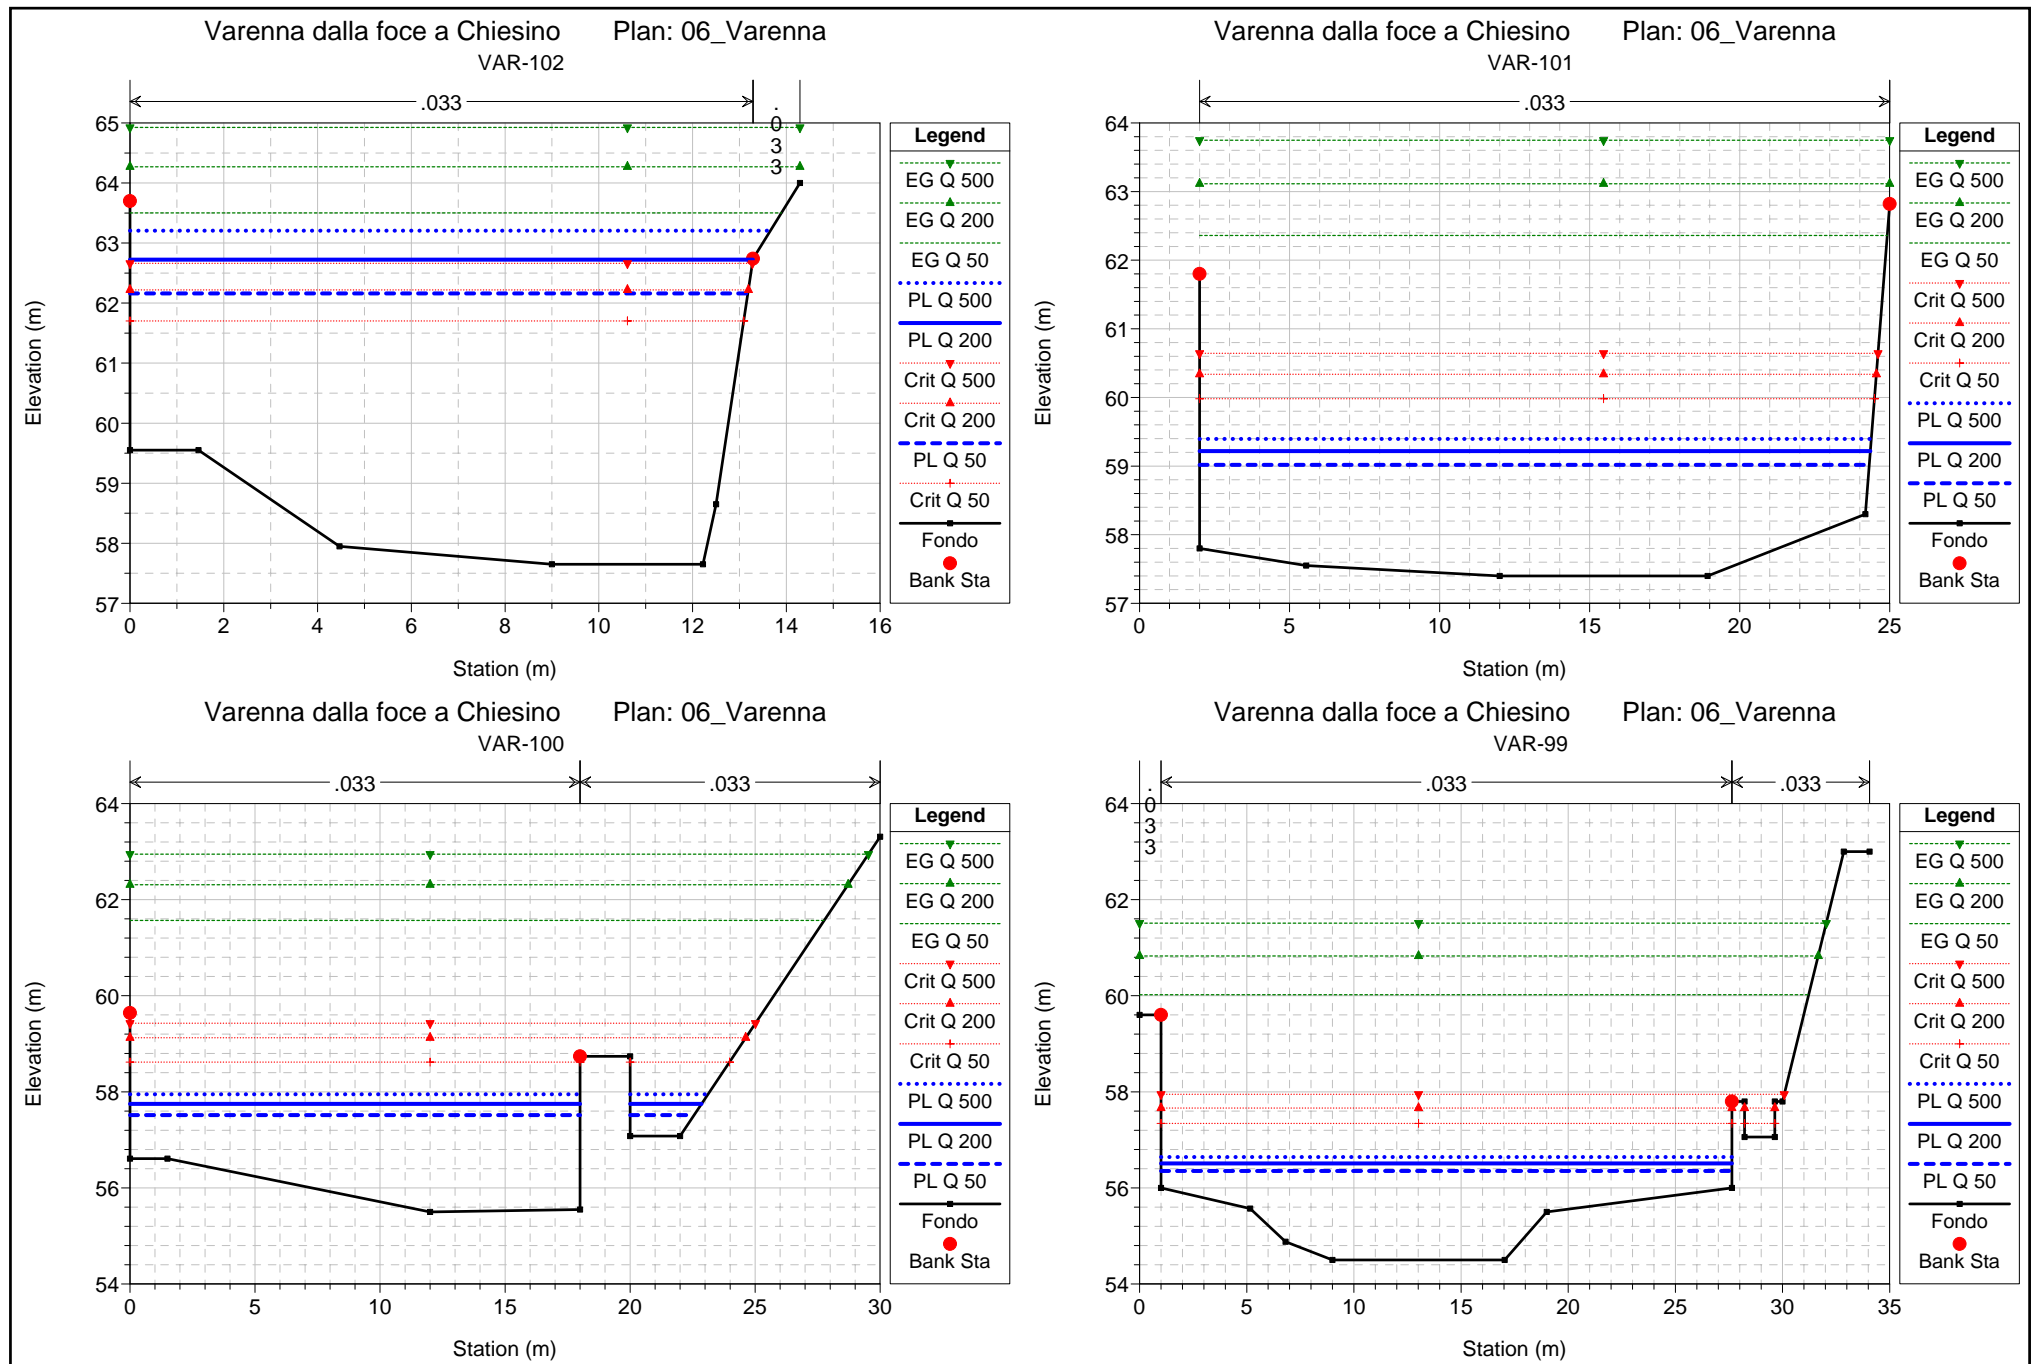 Varenna dalla foce a Chiesino Plan: 06_Varenna
VAR-102
.033
.033
65
64
63
62
61
60
59
58
57
0 2 4 6 8 10 12 14 16
Elevation (m)
Station (m)
Legend
EG Q 500
EG Q 200
EG Q 50
PL Q 500
PL Q 200
Crit Q 500
Crit Q 200
PL Q 50
Crit Q 50
Fondo
Bank Sta
Varenna dalla foce a Chiesino Plan: 06_Varenna
VAR-101
.033
64
63
62
61
60
59
58
57
0 5 10 15 20 25
Elevation (m)
Station (m)
Legend
EG Q 500
EG Q 200
EG Q 50
Crit Q 500
Crit Q 200
Crit Q 50
PL Q 500
PL Q 200
PL Q 50
Fondo
Bank Sta
Varenna dalla foce a Chiesino Plan: 06_Varenna
VAR-100
.033
.033
64
62
60
58
56
54
0 5 10 15 20 25 30
Elevation (m)
Station (m)
Legend
EG Q 500
EG Q 200
EG Q 50
Crit Q 500
Crit Q 200
Crit Q 50
PL Q 500
PL Q 200
PL Q 50
Fondo
Bank Sta
Varenna dalla foce a Chiesino Plan: 06_Varenna
VAR-99
.033
.033
.033
64
62
60
58
56
54
0 5 10 15 20 25 30 35
Elevation (m)
Station (m)
Legend
EG Q 500
EG Q 200
EG Q 50
Crit Q 500
Crit Q 200
Crit Q 50
PL Q 500
PL Q 200
PL Q 50
Fondo
Bank Sta